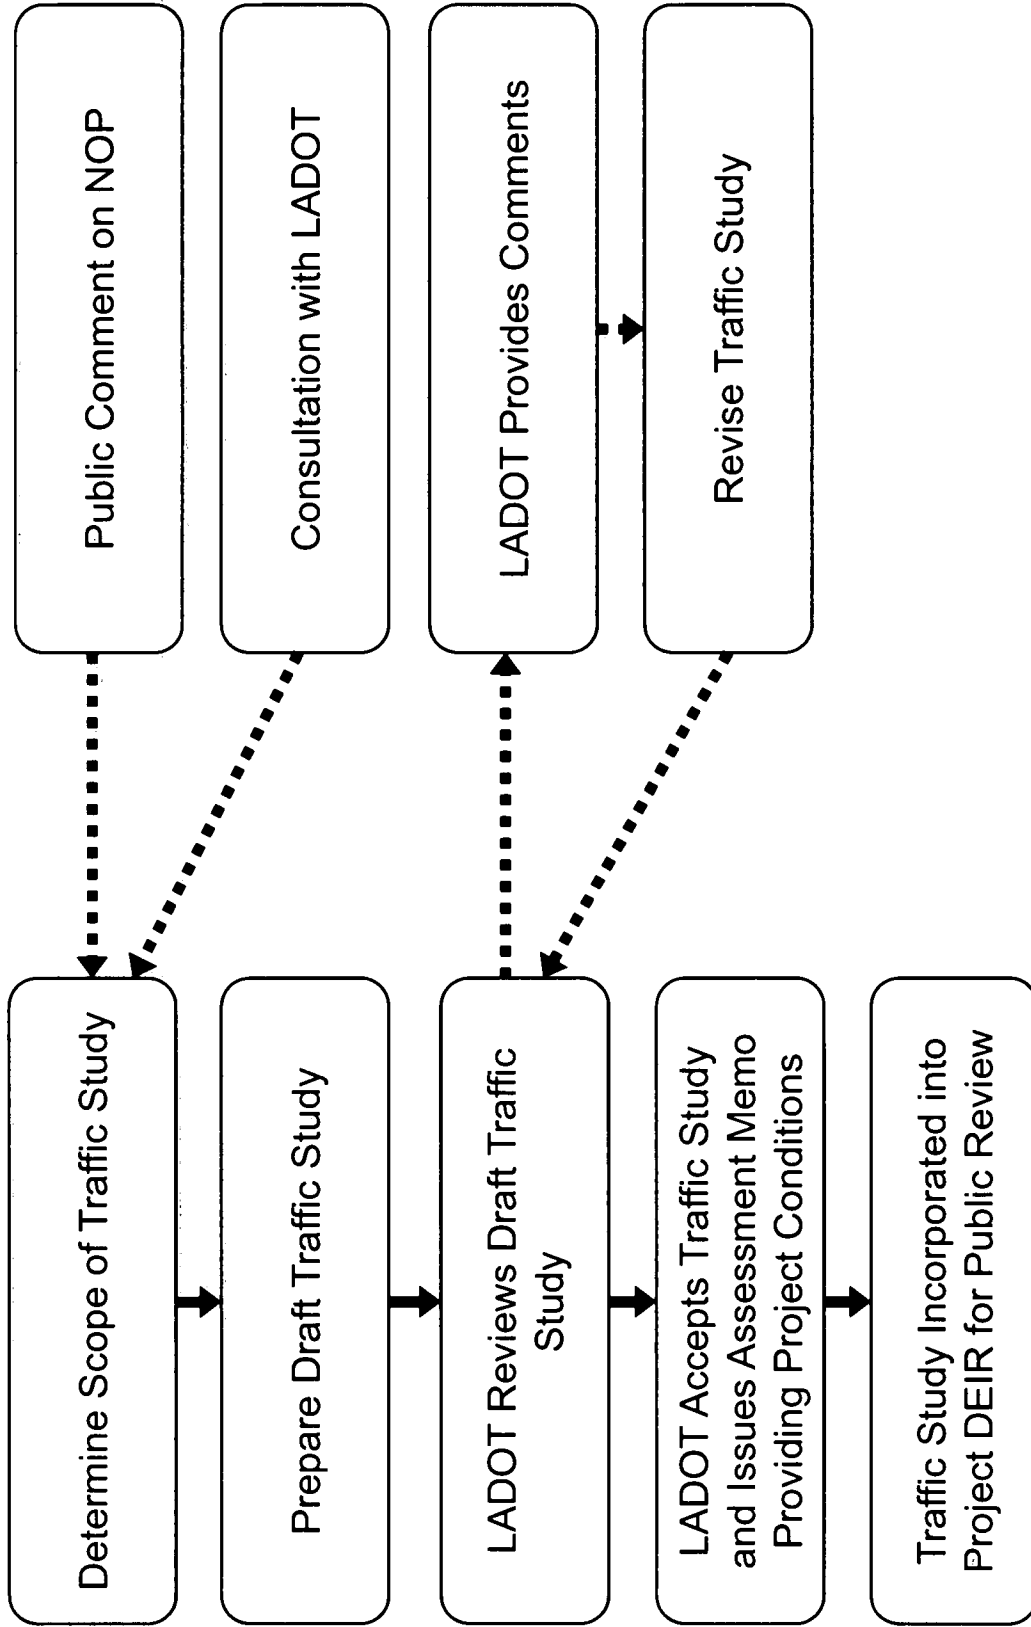 Determine Scope of Traffic Study
Public Comment on NOP
Prepare Draft Traffic Study
Consultation with LADOT
LADOT Reviews Draft Traffic
Study
LADOT Provides Comments
LADOT Accepts Traffic Study
and Issues Assessment Memo
Providing Project Conditions
Revise Traffic Study
Traffic Study Incorporated into
Project DEIR for Public Review